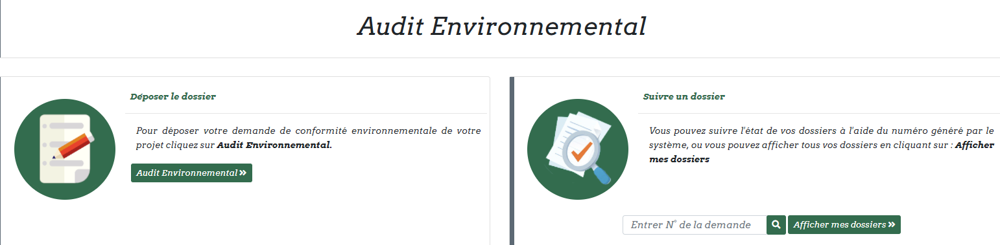 Audit Environnemental
Déposer le dossier
Pour déposer votre demande de conformité environnementale de votre
projet cliquez sur Audit Environnemental.
Audit Environnemental »
Suivre un dossier
Vous pouvez suivre l'état de vos dossiers à l'aide du numéro généré par le
système, ou vous pouvez afficher tous vos dossiers en cliquant sur : Afficher
mes dossiers
Entrer N° de la demande
Afficher mes dossiers »